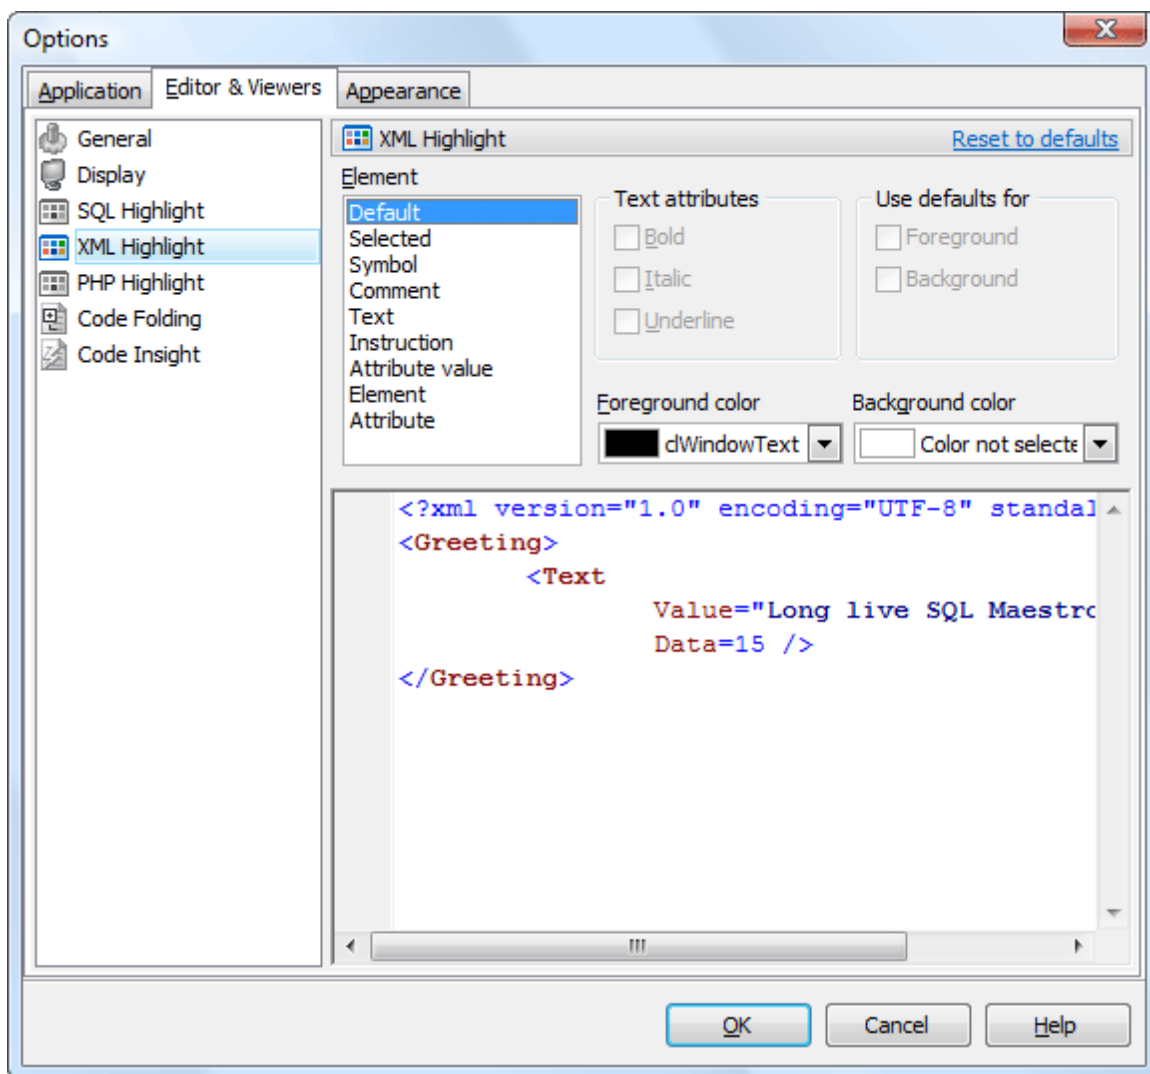 Options
Application Editor & Viewers Appearance
General
Display
SQL Highlight
XML Highlight
PHP Highlight
Code Folding
Code Insight
XML Highlight Reset to defaults
Element
Default
Selected
Symbol
Comment
Text
Instruction
Attribute value
Element
Attribute
Text attributes
Bold
Italic
Underline
Use defaults for
Foreground
Background
Foreground color
clWindowText
Background color
Color not selecte
<?xml version="1.0" encoding="UTF-8" standal
<Greeting>
<Text
Value="Long live SQL Maestro
Data=15 />
</Greeting>
OK Cancel Help